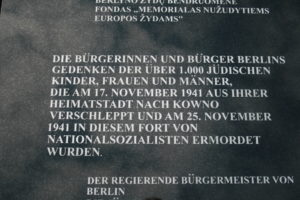 BERLYNO ŽYDŲ BENDRUOMENĖ
FONDAS „MEMORIALAS NUŽUDYTIEMS
EUROPOS ŽYDAMS"
DIE BÜRGERINNEN UND BÜRGER BERLINS
GEDENKEN DER ÜBER 1.000 JÜDISCHEN
KINDER, FRAUEN UND MÄNNER,
DIE AM 17. NOVEMBER 1941 AUS IHRER
HEIMATSTADT NACH KOWNO
VERSCHLEPPT UND AM 25. NOVEMBER
1941 IN DIESEM FORT VON
NATIONALSOZIALISTEN ERMORDET
WURDEN.
DER REGIERENDE BÜRGERMEISTER VON
BERLIN